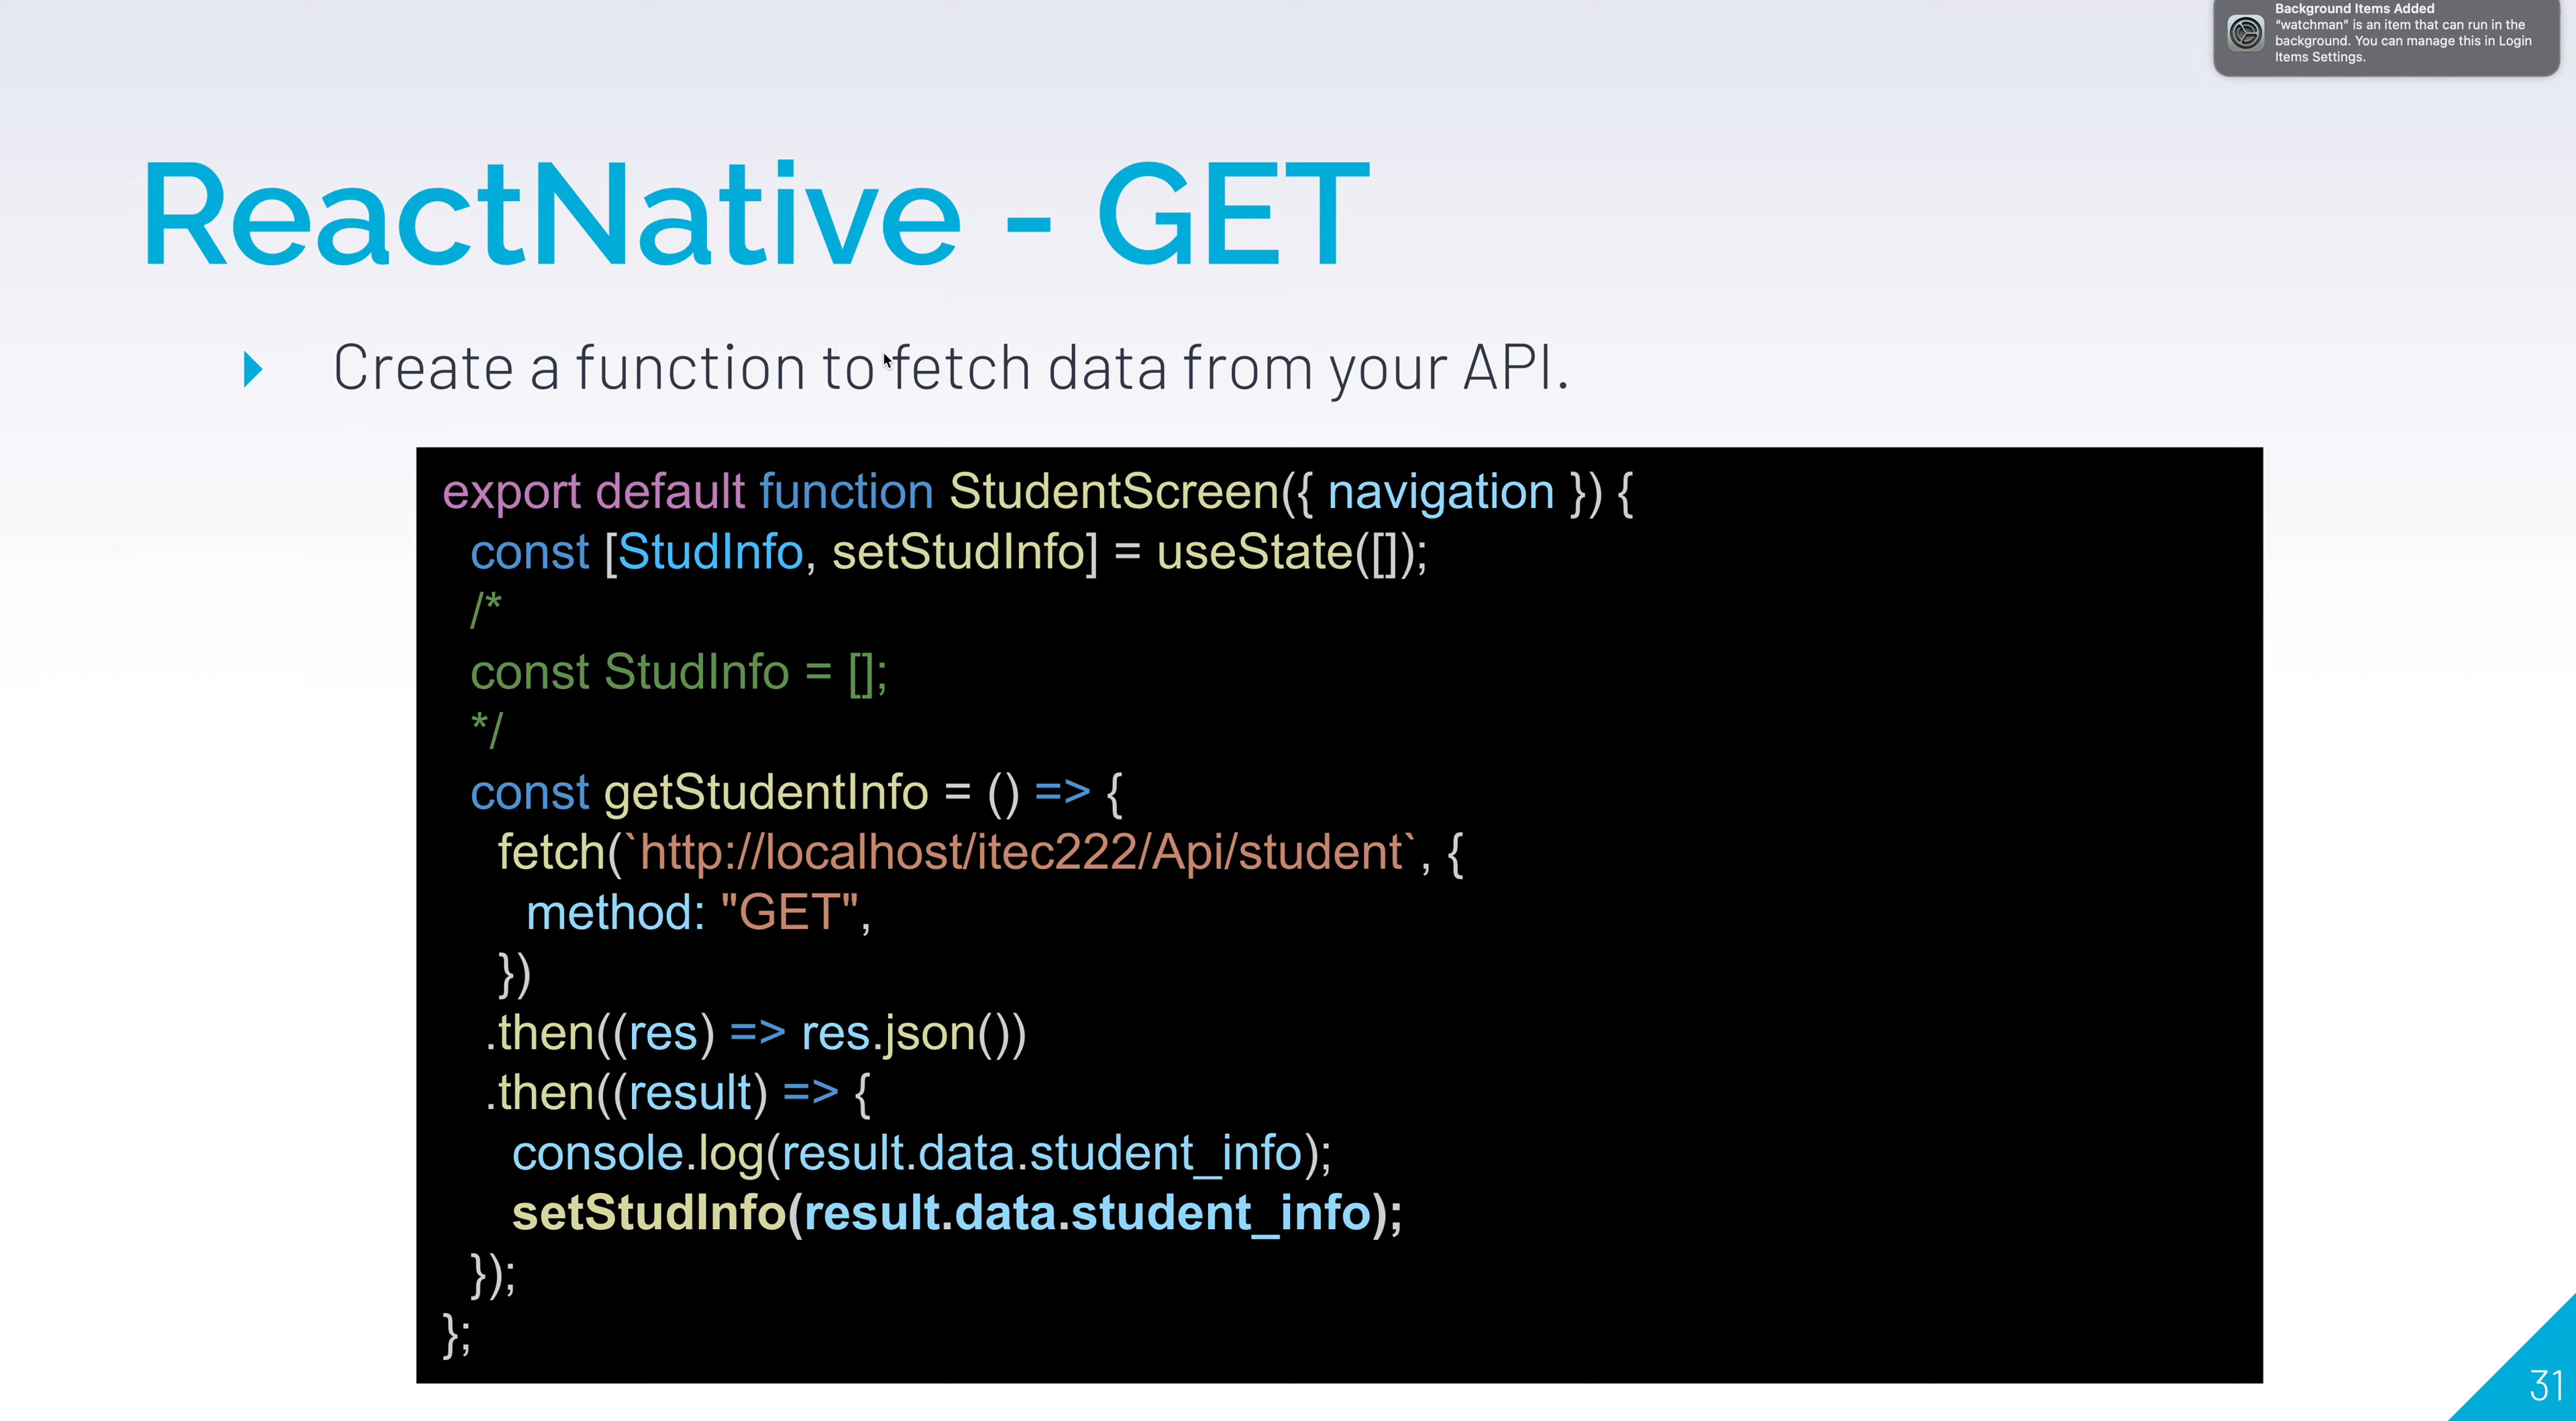 Background Items Added
“watchman” is an item that can run in the
background. You can manage this in Login
Items Settings.
ReactNative - GET
Create a function to fetch data from your API.
export default function StudentScreen({ navigation }) {
const [StudInfo, setStudInfo] = useState([]);
/*
const StudInfo = [];
*/
const getStudentInfo = () => {
fetch(`http://localhost/itec222/Api/student`, {
method: "GET",
})
.then((res) => res.json())
.then((result) => {
console.log(result.data.student_info);
setStudInfo(result.data.student_info);
});
};
31